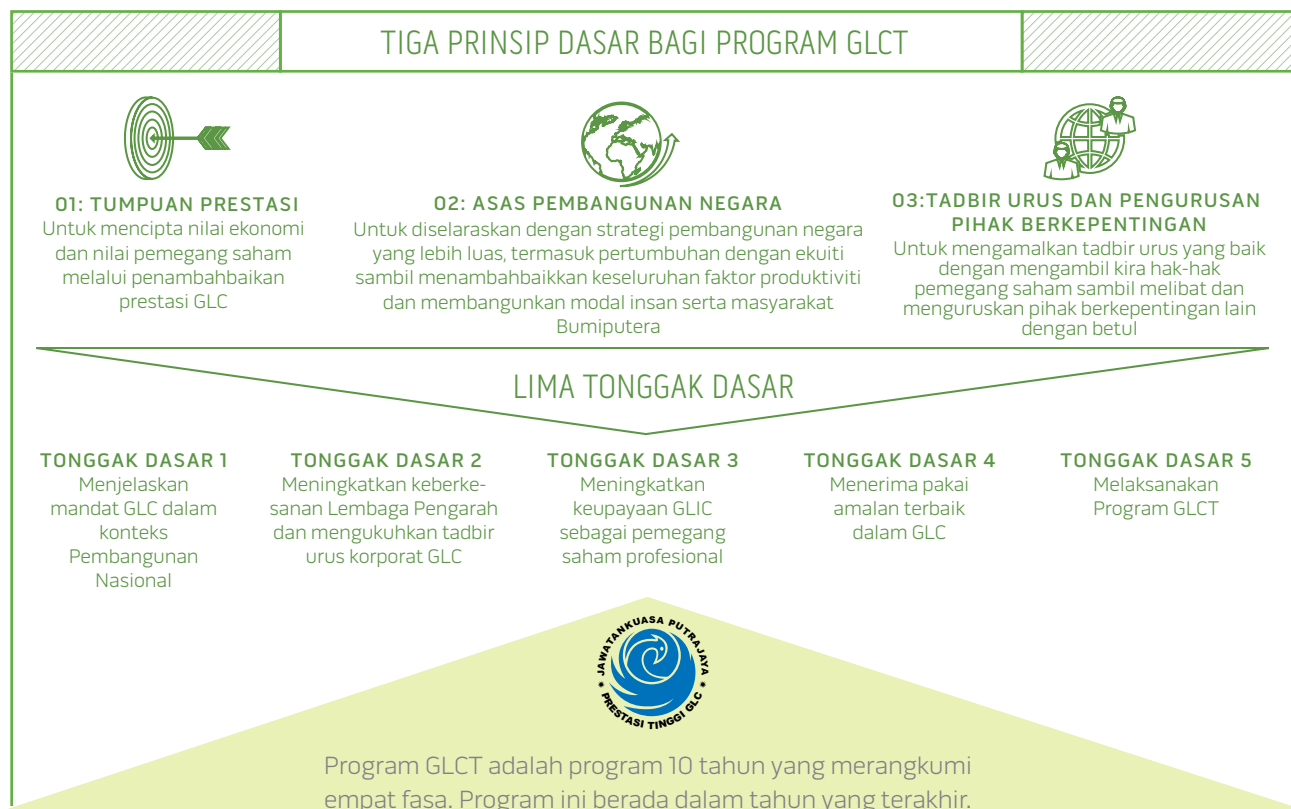 TIGA PRINSIP DASAR BAGI PROGRAM GLCT
01: TUMPUAN PRESTASI
Untuk mencipta nilai ekonomi
dan nilai pemegang saham
melalui penambahbaikan
prestasi GLC
02: ASAS PEMBANGUNAN NEGARA
Untuk diselaraskan dengan strategi pembangunan negara
yang lebih luas, termasuk pertumbuhan dengan ekuiti
sambil menambahbaikkan keseluruhan faktor produktiviti
dan membangunkan modal insan serta masyarakat
Bumiputera
03:TADBIR URUS DAN PENGURUSAN
PIHAK BERKEPENTINGAN
Untuk mengamalkan tadbir urus yang baik
dengan mengambil kira hak-hak
pemegang saham sambil melibat dan
menguruskan pihak berkepentingan lain
dengan betul
LIMA TONGGAK DASAR
TONGGAK DASAR 1
Menjelaskan
mandat GLC dalam
konteks
Pembangunan
Nasional
TONGGAK DASAR 2
Meningkatkan keberke-
sanan Lembaga Pengarah
dan mengukuhkan tadbir
urus korporat GLC
TONGGAK DASAR 3
Meningkatkan
keupayaan GLIC
sebagai pemegang
saham profesional
TONGGAK DASAR 4
Menerima pakai
amalan terbaik
dalam GLC
TONGGAK DASAR 5
Melaksanakan
Program GLCT
JAWATANKUASA PUTRAJAYA
PRESTASI TINGGI GLC
Program GLCT adalah program 10 tahun yang merangkumi
empat fasa. Program ini berada dalam tahun yang terakhir.